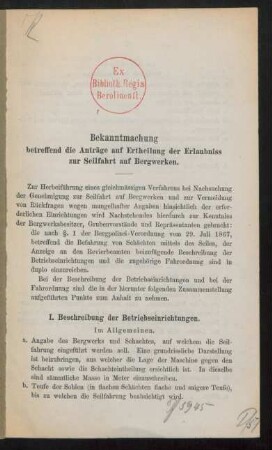 Ex
Biblioth. Regia
Berolinenſi.
Bekanntmachung
betreffend die Anträge auf Ertheilung der Erlaubniss
zur Seilfahrt auf Bergwerken.
Zur Herbeiführung eines gleichmässigen Verfahrens bei Nachsuchung
der Genehmigung zur Seilfahrt auf Bergwerken und zur Vermeidung
von Rückfragen wegen mangelhafter Angaben hinsichtlich der erfor-
derlichen Einrichtungen wird Nachstehendes hierdurch zur Kenntniss
der Bergwerksbesitzer, Grubenvorstände und Repräsentanten gebracht:
die nach § 1 der Bergpolizei-Verordnung vom 29. Juli 1867,
betreffend die Befahrung von Schächten mittels des Seiles, der
Anzeige an den Revierbeamten beizufügende Beschreibung der
Betriebseinrichtungen und die zugehörige Fahrordnung sind in
duplo einzureichen.
Bei der Beschreibung der Betriebseinrichtungen und bei der
Fahrordnung sind die in der hierunter folgenden Zusammenstellung
aufgeführten Punkte zum Anhalt zu nehmen.
I. Beschreibung der Betriebseinrichtungen.
Im Allgemeinen.
a. Angabe des Bergwerks und Schachtes, auf welchem die Seil-
fahrung eingeführt werden soll. Eine grundrissliche Darstellung
ist beizubringen, aus welcher die Lage der Maschine gegen den
Schacht sowie die Schachteintheilung ersichtlich ist. In dieselbe
sind sämmtliche Masse in Meter einzuschreiben.
b. Teufe der Sohlen (in flachen Schächten flache und saigere Teufe),
bis zu welchen die Seilfahrung beabsichtigt wird.